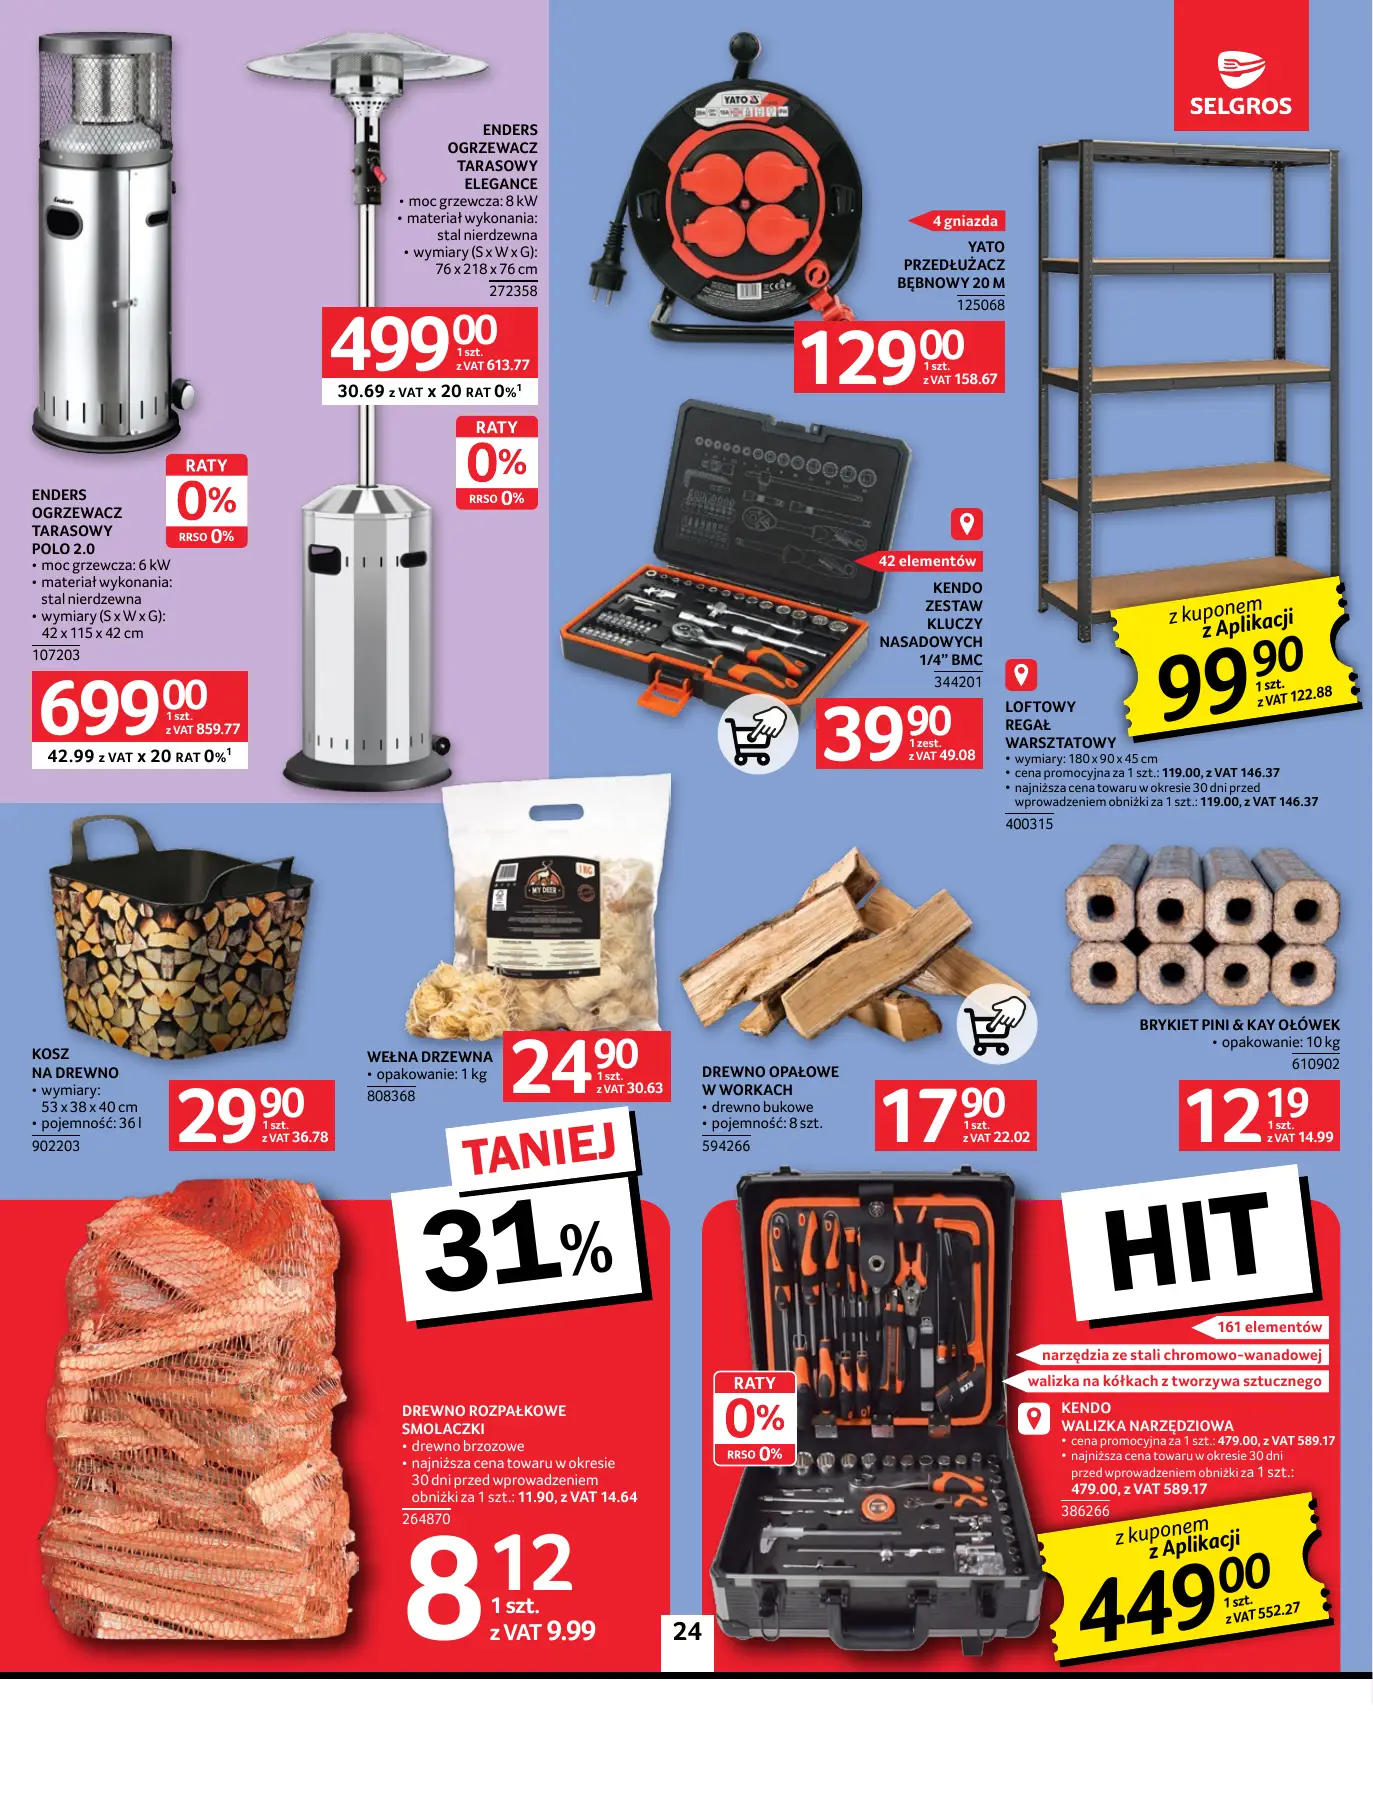 SELGROS
ENDERS
OGRZEWACZ
TARASOWY
ELEGANCE
• moc grzewcza: 8 kW
• materiał wykonania:
stal nierdzewna
• wymiary (S x W x G):
76 x 218 x 76 cm
272358
499 00
1 szt.
z VAT 613.77
30.69 z VAT x 20 RAT 0%¹
RATY
0%
RRSO 0%
ENDERS
OGRZEWACZ
TARASOWY
POLO 2.0
• moc grzewcza: 6 kW
• materiał wykonania:
stal nierdzewna
• wymiary (S x W x G):
42 x 115 x 42 cm
107203
RATY
0%
RRSO 0%
699 00
1 szt.
z VAT 859.77
42.99 z VAT x 20 RAT 0%¹
YATO
4 gniazda
YATO
PRZEDŁUŻACZ
BĘBNOWY 20 M
125068
129 00
1 szt.
z VAT 158.67
42 elementów
KENDO
ZESTAW
KLUCZY
NASADOWYCH
1/4” BMC
344201
39 90
1 zest.
z VAT 49.08
z kuponem
z Aplikacji
99 90
1 szt.
z VAT 122.88
LOFTOWY
REGAŁ
WARSZTATOWY
• wymiary: 180 x 90 x 45 cm
• cena promocyjna za 1 szt.: 119.00, z VAT 146.37
• najniższa cena towaru w okresie 30 dni przed
wprowadzeniem obniżki za 1 szt.: 119.00, z VAT 146.37
400315
KOSZ
NA DREWNO
• wymiary:
53 x 38 x 40 cm
• pojemność: 36 l
902203
29 90
1 szt.
z VAT 36.78
MY DEER
1 KG
WEŁNA DRZEWNA
• opakowanie: 1 kg
808368
24 90
1 szt.
z VAT 30.63
DREWNO OPAŁOWE
W WORKACH
• drewno bukowe
• pojemność: 8 szt.
594266
17 90
1 szt.
z VAT 22.02
BRYKIET PINI & KAY OŁÓWEK
• opakowanie: 10 kg
610902
12 19
1 szt.
z VAT 14.99
TANIEJ
31%
DREWNO ROZPAŁKOWE
SMOLACZKI
• drewno brzozowe
• najniższa cena towaru w okresie
30 dni przed wprowadzeniem
obniżki za 1 szt.: 11.90, z VAT 14.64
264870
8 12
1 szt.
z VAT 9.99
HIT
161 elementów
narzędzia ze stali chromowo-wanadowej
walizka na kółkach z tworzywa sztucznego
RATY
0%
RRSO 0%
KENDO
WALIZKA NARZĘDZIOWA
• cena promocyjna za 1 szt.: 479.00, z VAT 589.17
• najniższa cena towaru w okresie 30 dni
przed wprowadzeniem obniżki za 1 szt.:
479.00, z VAT 589.17
386266
z kuponem
z Aplikacji
449 00
1 szt.
z VAT 552.27
24